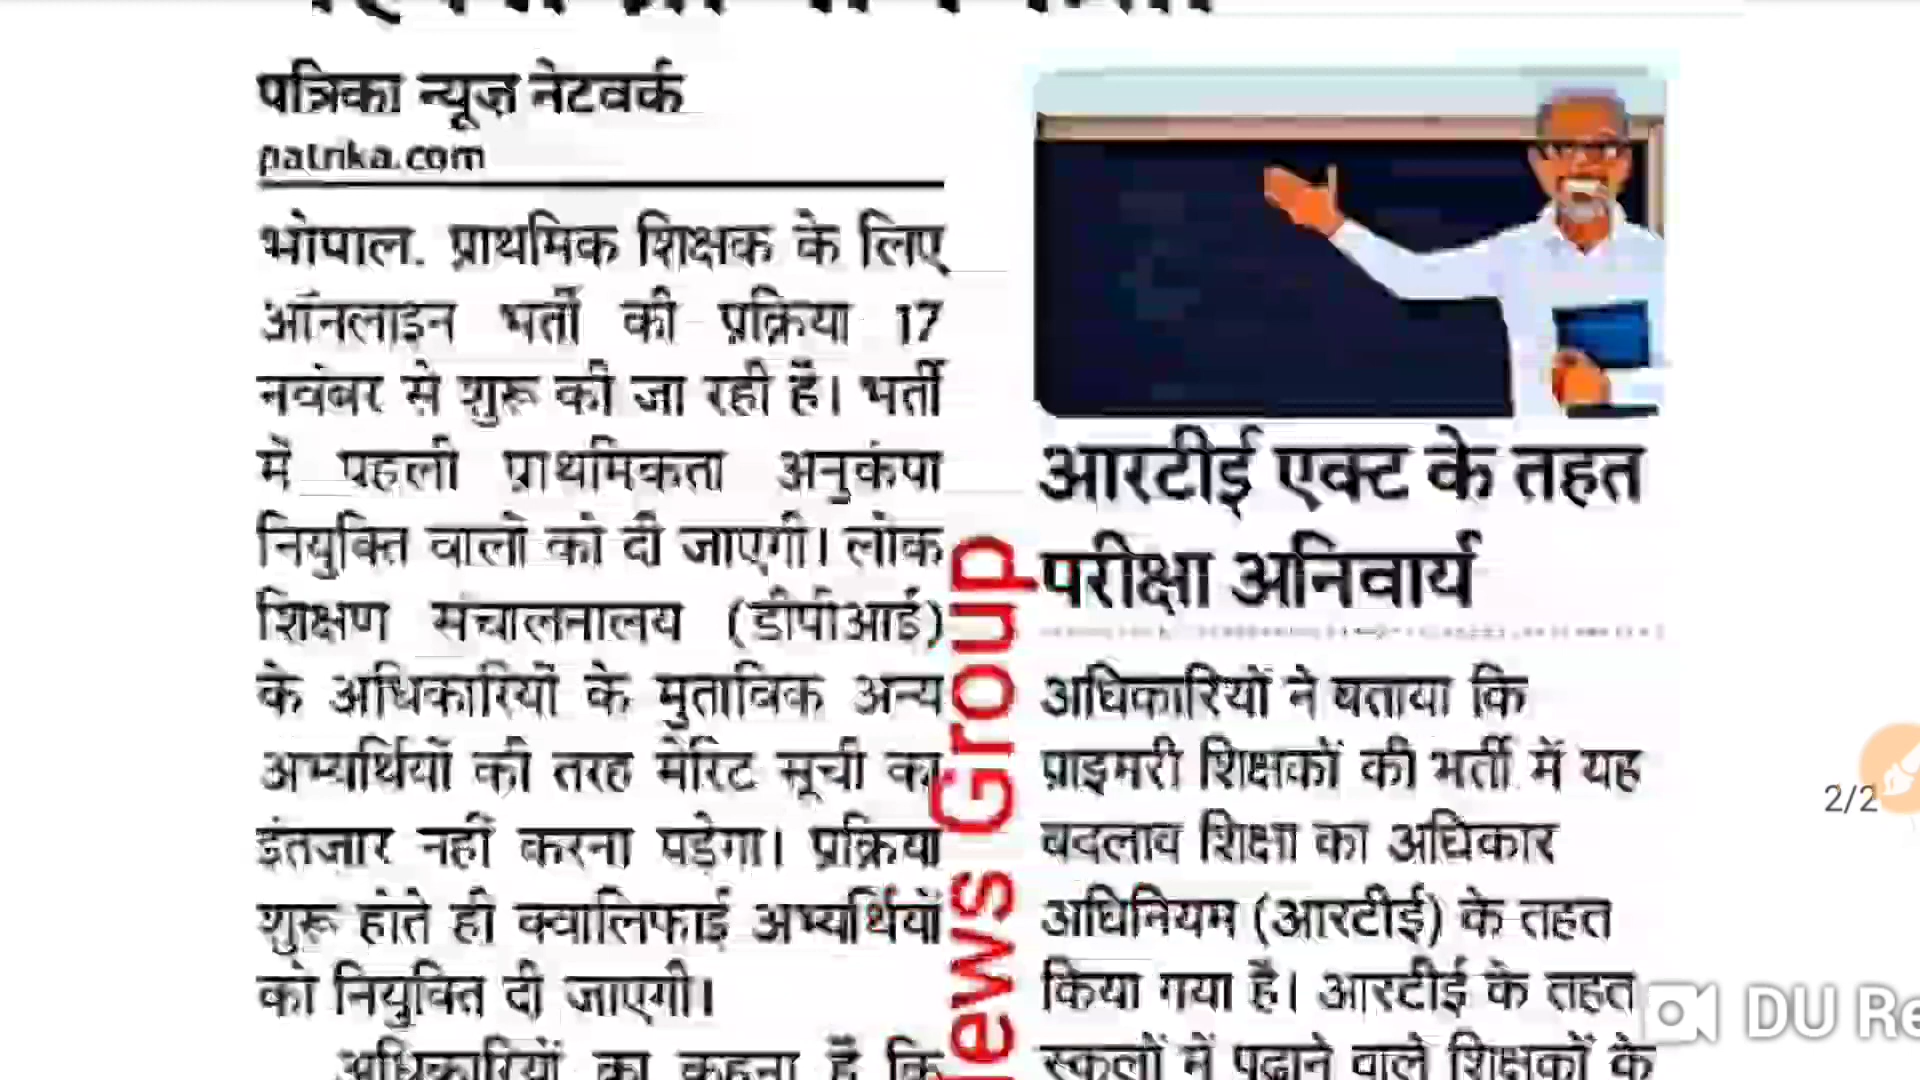 पत्रिका न्यूज़ नेटवर्क
patrika.com
भोपाल. प्राथमिक शिक्षक के लिए
ऑनलाइन भर्ती की प्रक्रिया 17
नवंबर से शुरू की जा रही है। भर्ती
में पहली प्राथमिकता अनुकंपा
नियुक्ति वालों को दी जाएगी। लोक
शिक्षण संचालनालय (डीपीआई)
के अधिकारियों के मुताबिक अन्य
अभ्यर्थियों की तरह मेरिट सूची का
इंतजार नहीं करना पड़ेगा। प्रक्रिया
शुरू होते ही क्वालिफाई अभ्यर्थियों
को नियुक्ति दी जाएगी।
अधिकारियों का कहना है कि
आरटीई एक्ट के तहत
परीक्षा अनिवार्य
अधिकारियों ने बताया कि
प्राइमरी शिक्षकों की भर्ती में यह
बदलाव शिक्षा का अधिकार
अधिनियम (आरटीई) के तहत
किया गया है। आरटीई के तहत
स्कूलों में पढ़ाने वाले शिक्षकों के
ews Group
2/2
DU Re